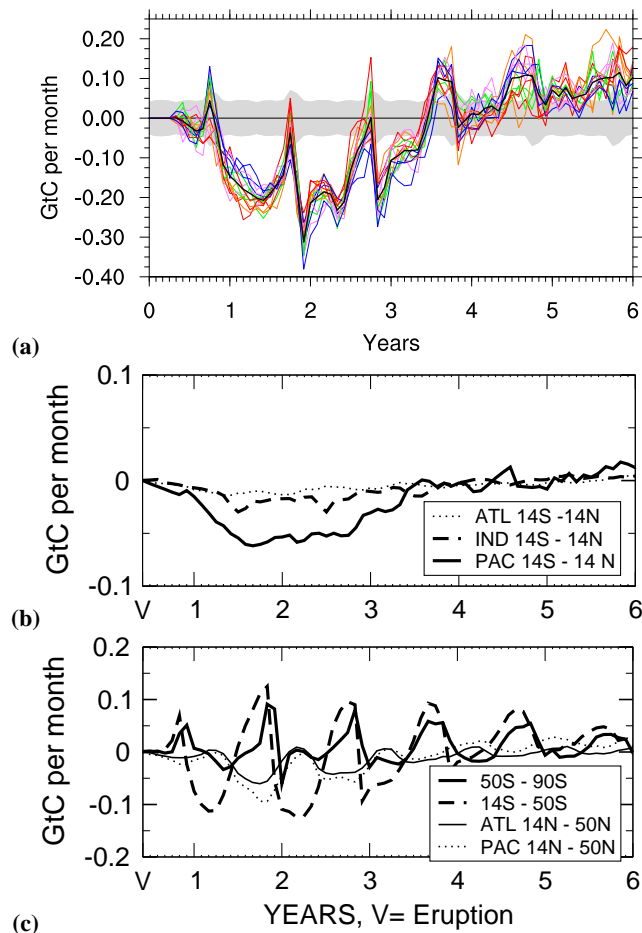 GtC per month
0.20
0.10
0.00
-0.10
-0.20
-0.30
-0.40
0 1 2 3 4 5 6
Years
(a)
GtC per month
0.1
0
-0.1
ATL 14S -14N
IND 14S - 14N
PAC 14S - 14 N
V 1 2 3 4 5 6
(b)
GtC per month
0.2
0.1
0
-0.1
-0.2
50S - 90S
14S - 50S
ATL 14N - 50N
PAC 14N - 50N
V 1 2 3 4 5 6
YEARS, V= Eruption
(c)